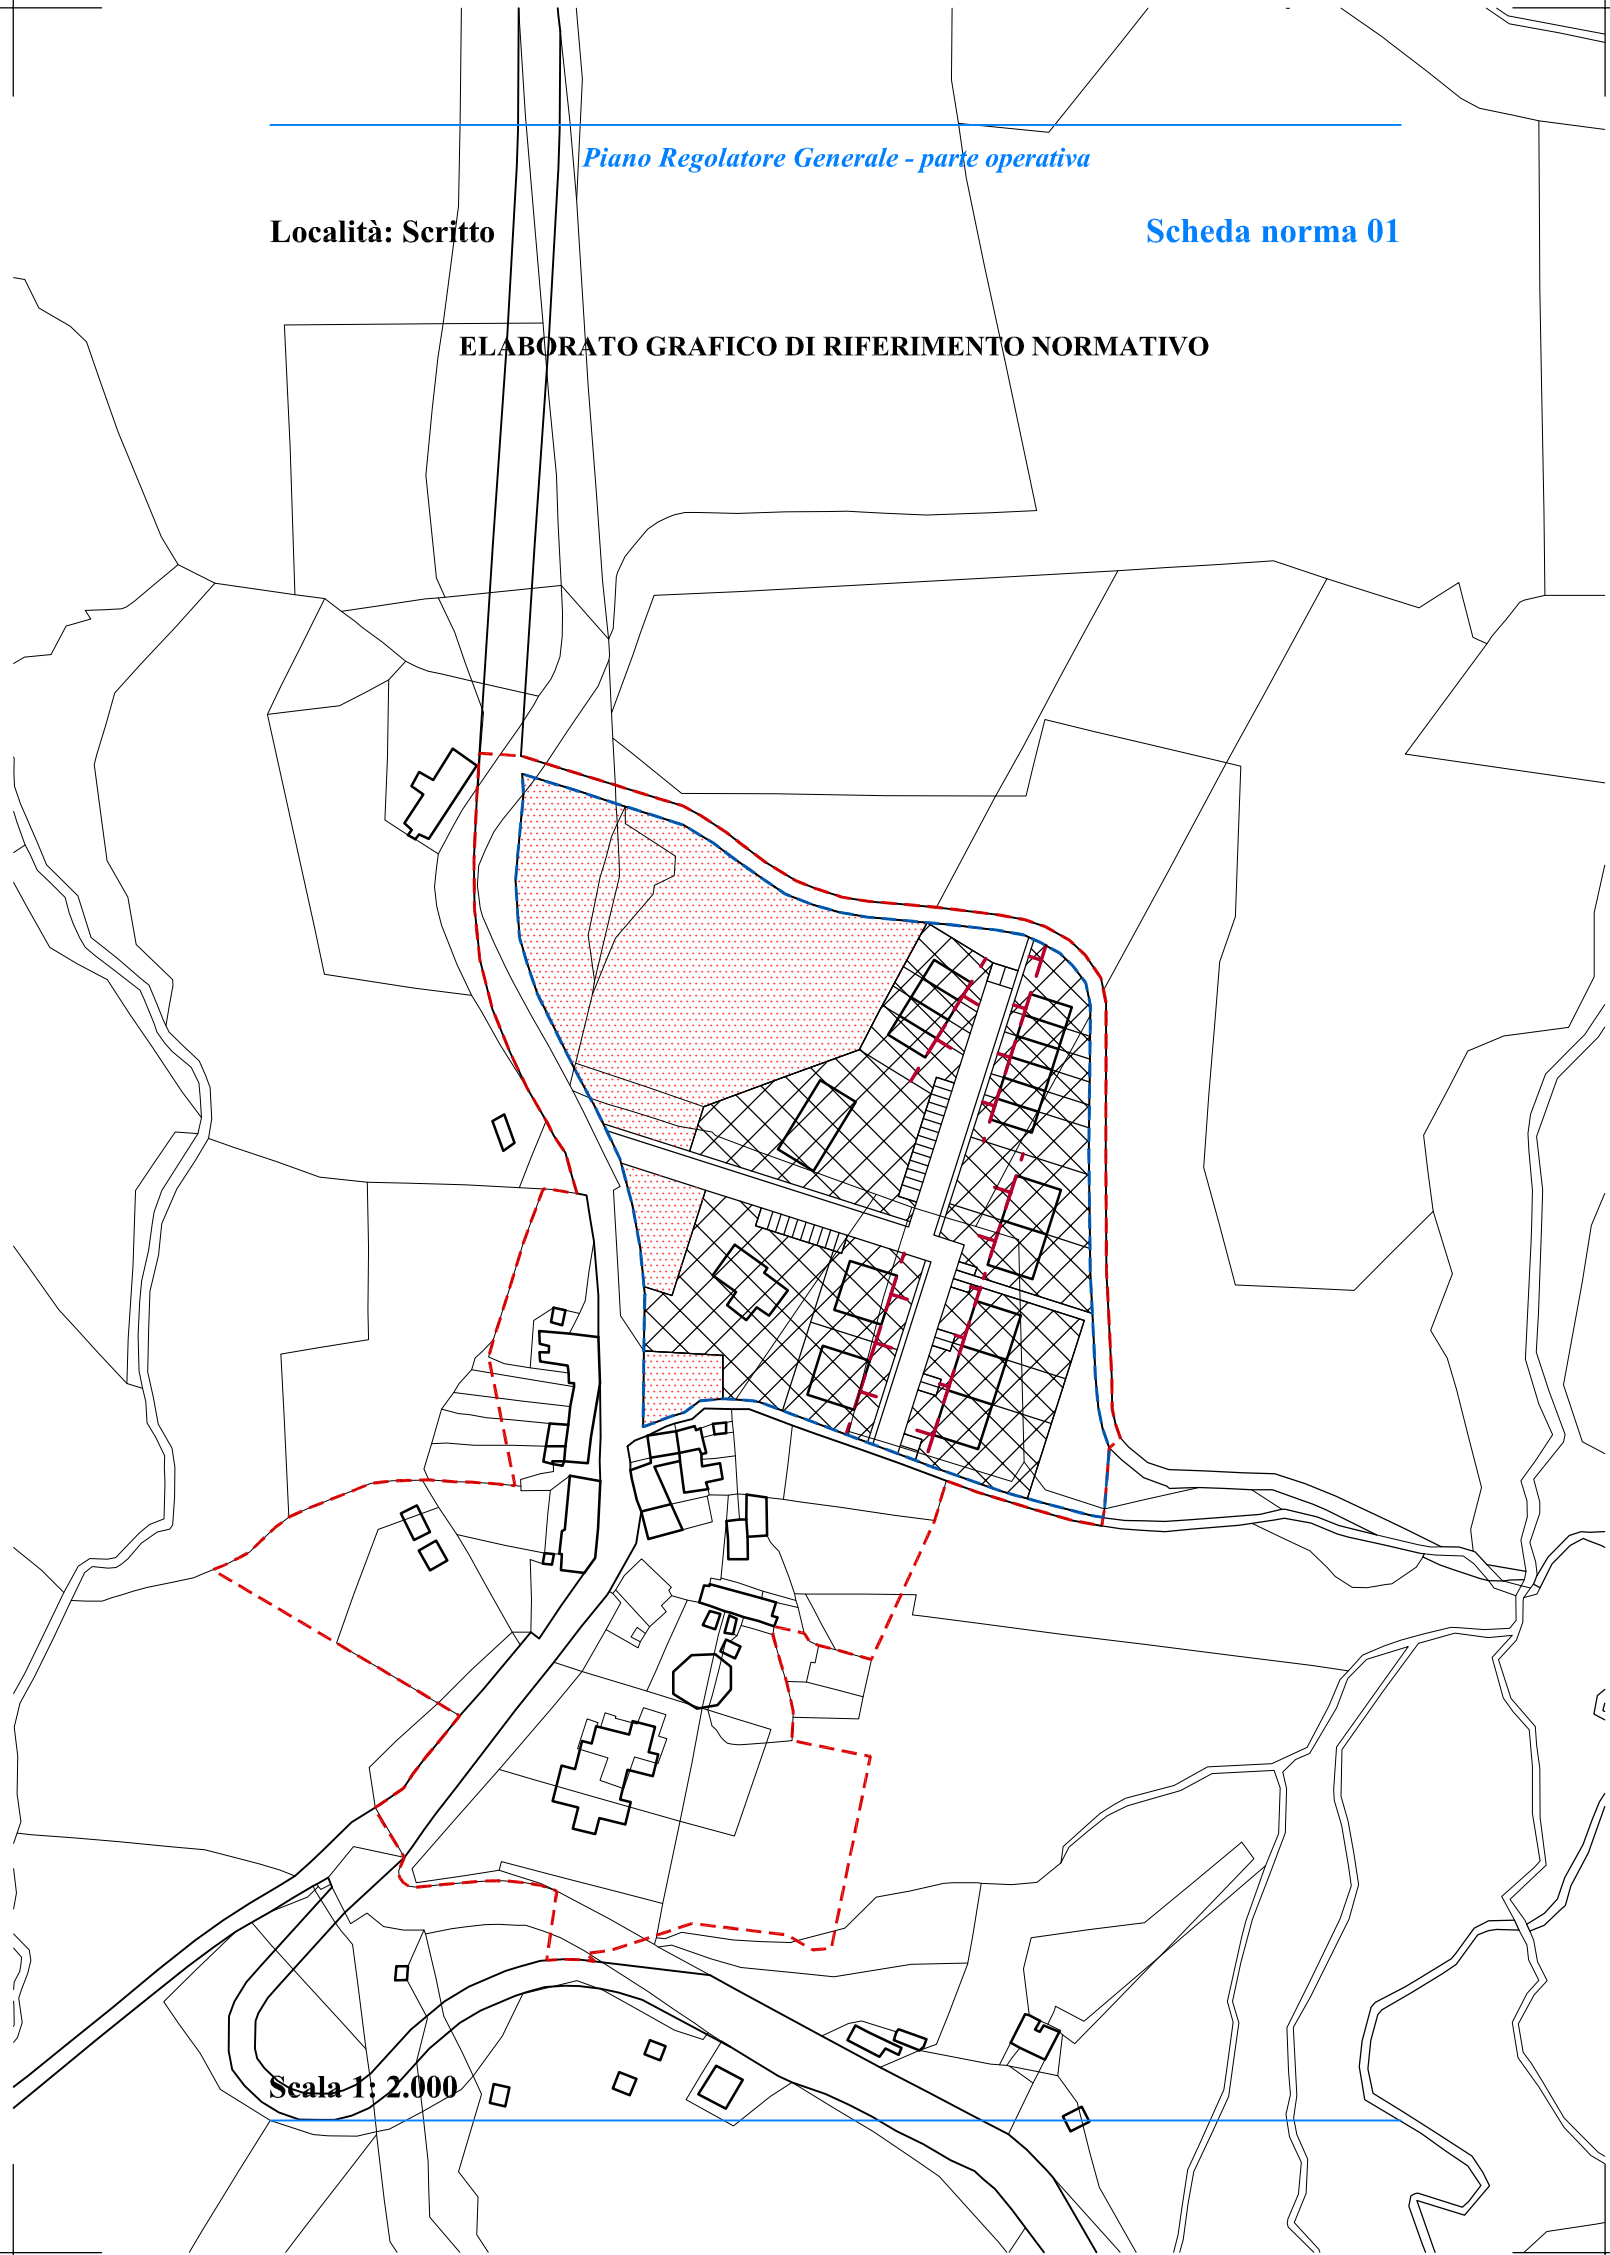 Piano Regolatore Generale - parte operativa
Località: Scritto
Scheda norma 01
ELABORATO GRAFICO DI RIFERIMENTO NORMATIVO
Scala 1: 2.000